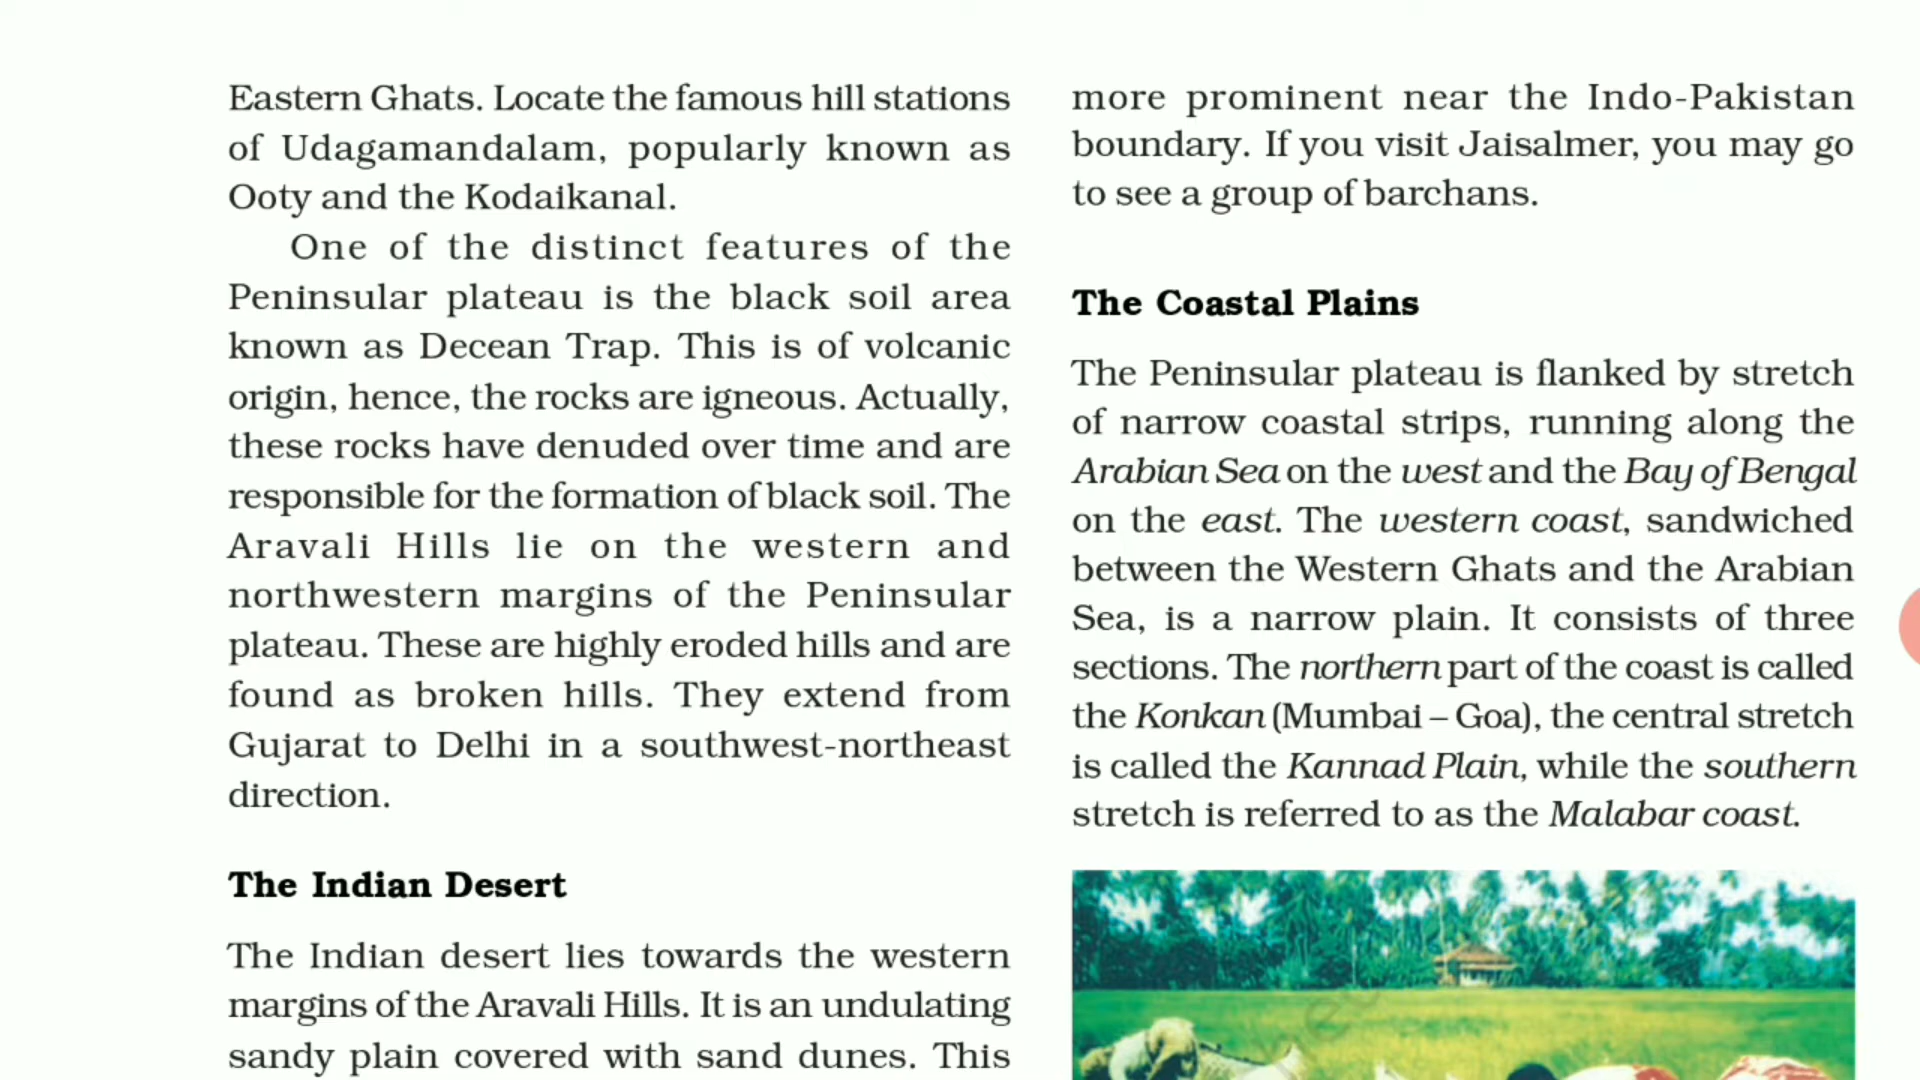 Eastern Ghats. Locate the famous hill stations
of Udagamandalam, popularly known as
Ooty and the Kodaikanal.
One of the distinct features of the
Peninsular plateau is the black soil area
known as Decean Trap. This is of volcanic
origin, hence, the rocks are igneous. Actually,
these rocks have denuded over time and are
responsible for the formation of black soil. The
Aravali Hills lie on the western and
northwestern margins of the Peninsular
plateau. These are highly eroded hills and are
found as broken hills. They extend from
Gujarat to Delhi in a southwest-northeast
direction.
The Indian Desert
The Indian desert lies towards the western
margins of the Aravali Hills. It is an undulating
sandy plain covered with sand dunes. This
more prominent near the Indo-Pakistan
boundary. If you visit Jaisalmer, you may go
to see a group of barchans.
The Coastal Plains
The Peninsular plateau is flanked by stretch
of narrow coastal strips, running along the
Arabian Sea on the west and the Bay of Bengal
on the east. The western coast, sandwiched
between the Western Ghats and the Arabian
Sea, is a narrow plain. It consists of three
sections. The northern part of the coast is called
the Konkan (Mumbai – Goa), the central stretch
is called the Kannad Plain, while the southern
stretch is referred to as the Malabar coast.